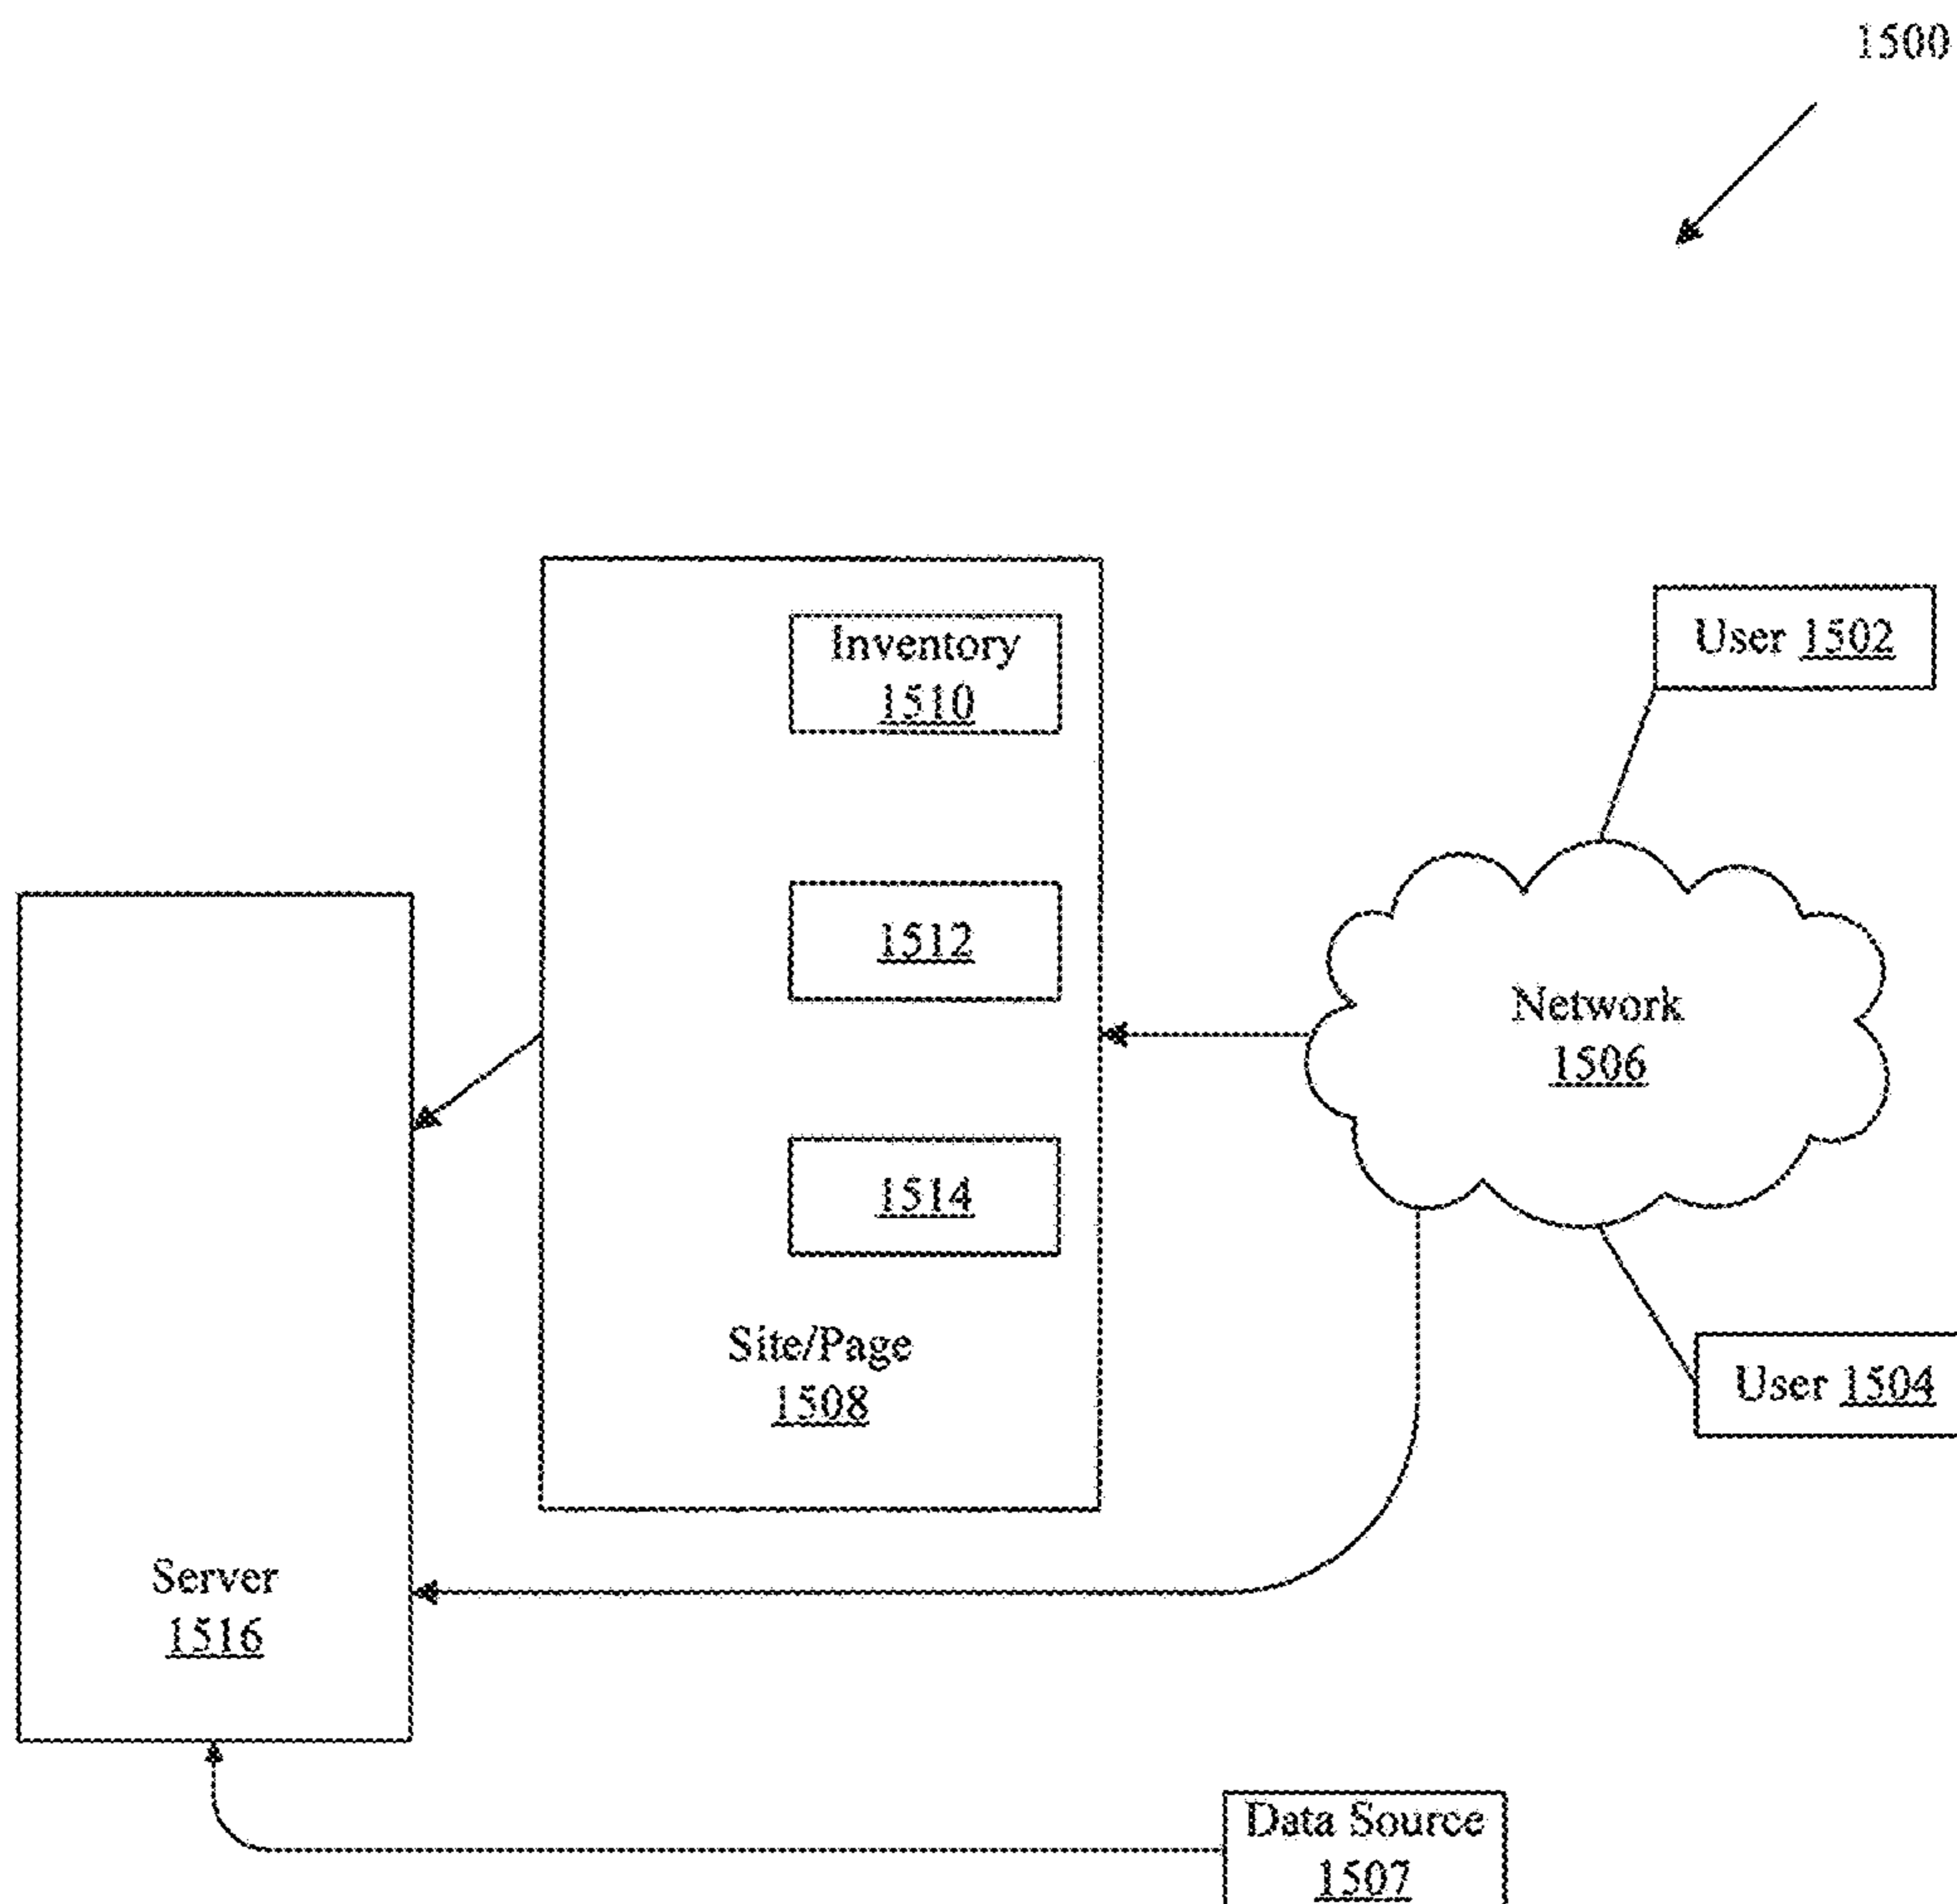 1500
Inventory
1510
User 1502
1512
Network
1506
1514
Site/Page
1508
User 1504
Server
1516
Data Source
1507